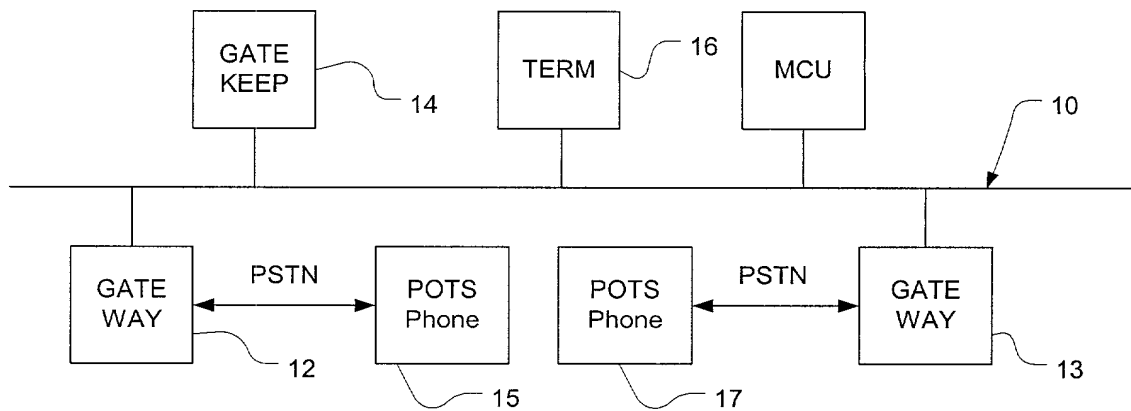 GATE
KEEP
14
TERM
16
MCU
10
GATE
WAY
12
PSTN
POTS
Phone
15
POTS
Phone
17
PSTN
GATE
WAY
13